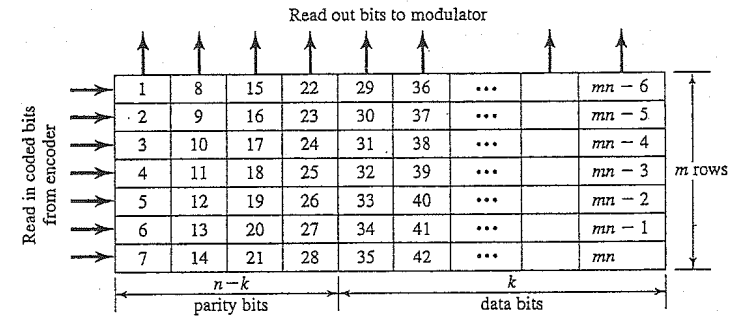 Read out bits to modulator
Read in coded bits
from encoder
1 8 15 22 29 36 ••• mn − 6
2 9 16 23 30 37 ••• mn − 5
3 10 17 24 31 38 ••• mn − 4
4 11 18 25 32 39 ••• mn − 3
5 12 19 26 33 40 ••• mn − 2
6 13 20 27 34 41 ••• mn − 1
7 14 21 28 35 42 ••• mn
m rows
n−k k
parity bits data bits